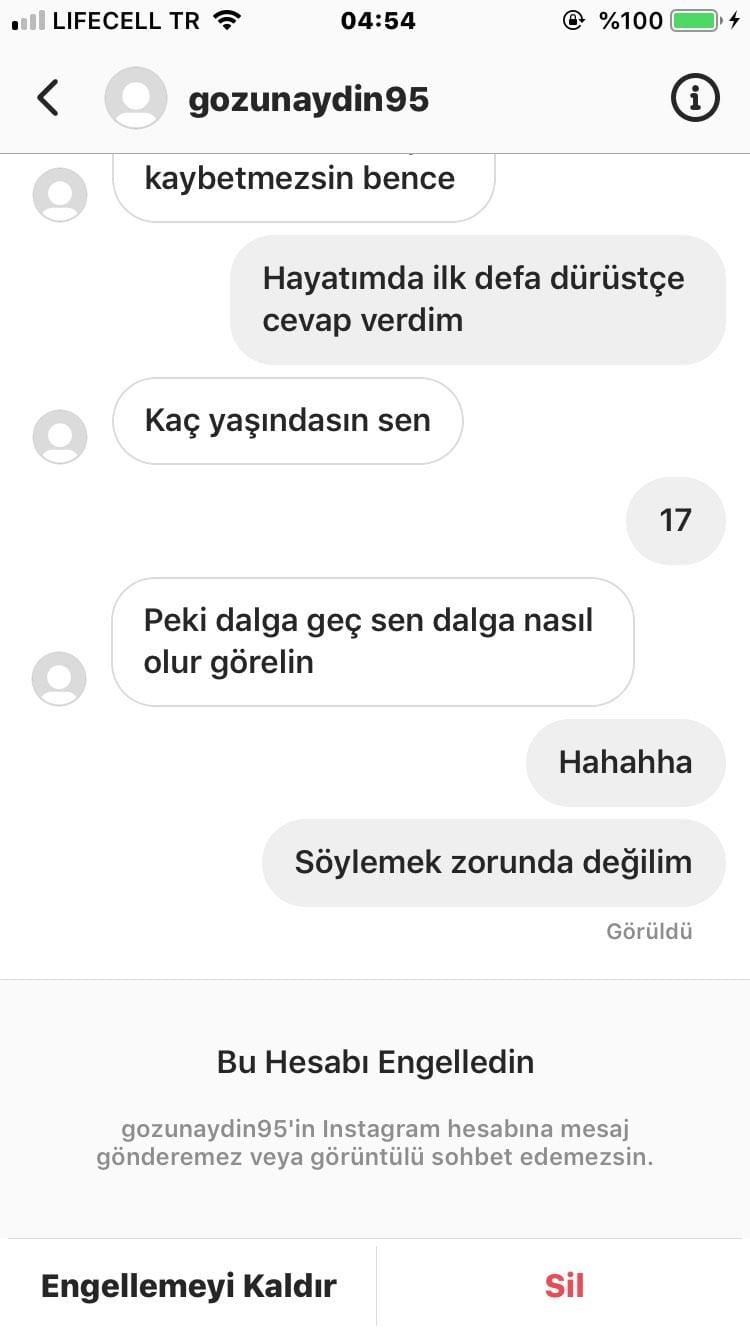 LIFECELL TR 04:54 %100
gozunaydin95
kaybetmezsin bence
Hayatımda ilk defa dürüstçe
cevap verdim
Kaç yaşındasın sen
17
Peki dalga geç sen dalga nasıl
olur görelin
Hahahha
Söylemek zorunda değilim
Görüldü
Bu Hesabı Engelledin
gozunaydin95'in Instagram hesabına mesaj
gönderemez veya görüntülü sohbet edemezsin.
Engellemeyi Kaldır Sil